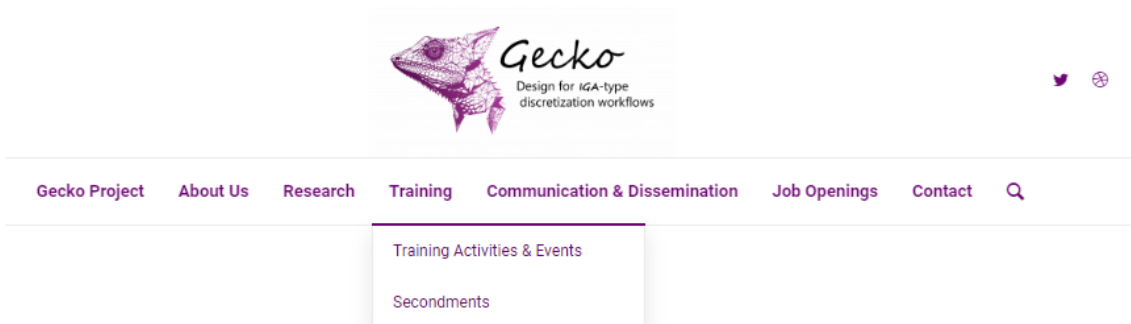 Gecko
Design for IGA-type
discretization workflows
Gecko Project About Us Research Training Communication & Dissemination Job Openings Contact
Training Activities & Events
Secondments